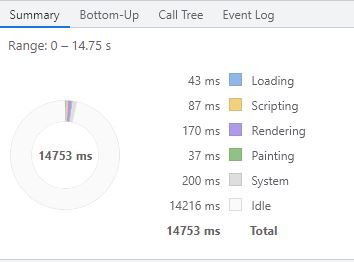 Summary Bottom-Up Call Tree Event Log
Range: 0 – 14.75 s
43 ms Loading
87 ms Scripting
170 ms Rendering
37 ms Painting
200 ms System
14216 ms Idle
14753 ms Total
14753 ms